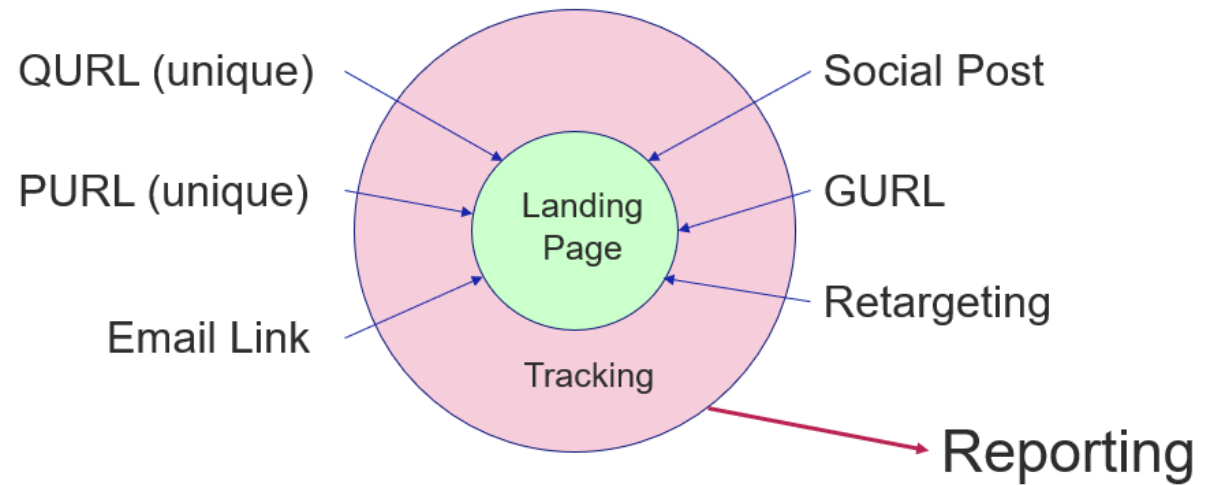 QURL (unique)
Social Post
PURL (unique)
Landing
Page
GURL
Email Link
Retargeting
Tracking
Reporting